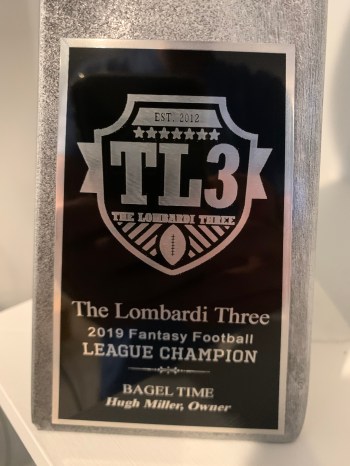 EST. 2012
TL3
THE LOMBARDI THREE
The Lombardi Three
2019 Fantasy Football
LEAGUE CHAMPION
BAGEL TIME
Hugh Miller, Owner